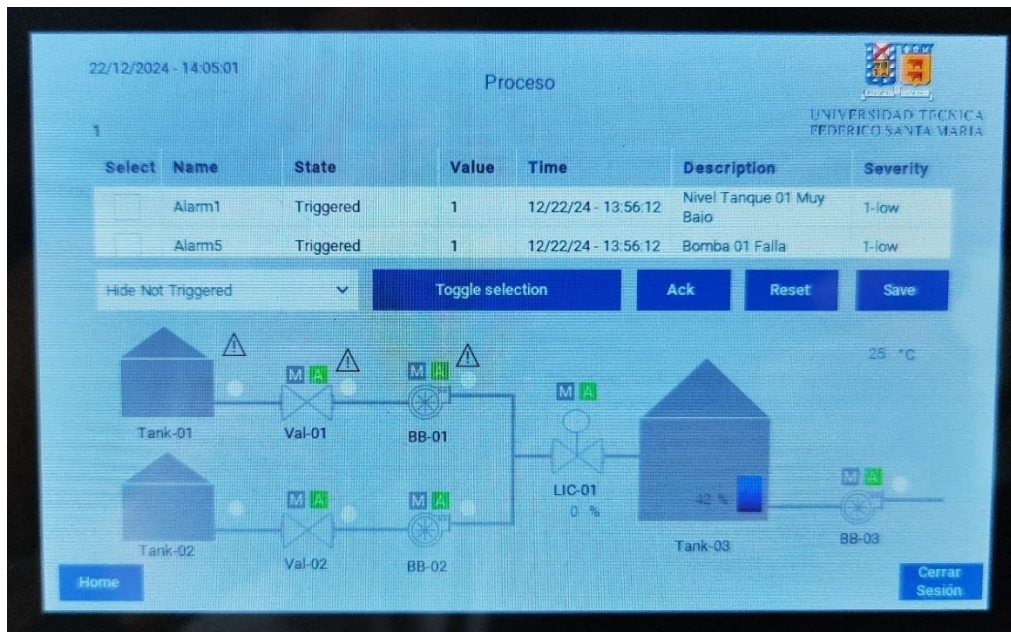 22/12/2024 - 14:05:01
Proceso
UNIVERSIDAD TECNICA
FEDERICO SANTA MARIA
1
Select Name State Value Time Description Severity
Alarm1 Triggered 1 12/22/24 - 13:56:12 Nivel Tanque 01 Muy Bajo 1-low
Alarm5 Triggered 1 12/22/24 - 13:56:12 Bomba 01 Falla 1-low
Hide Not Triggered Toggle selection Ack Reset Save
25 °C
M A M A M A
Tank-01 Val-01 BB-01
M A
LIC-01
0 %
M A M A
Tank-02 Val-02 BB-02
42 %
Tank-03
M A
BB-03
Home
Cerrar
Sesión